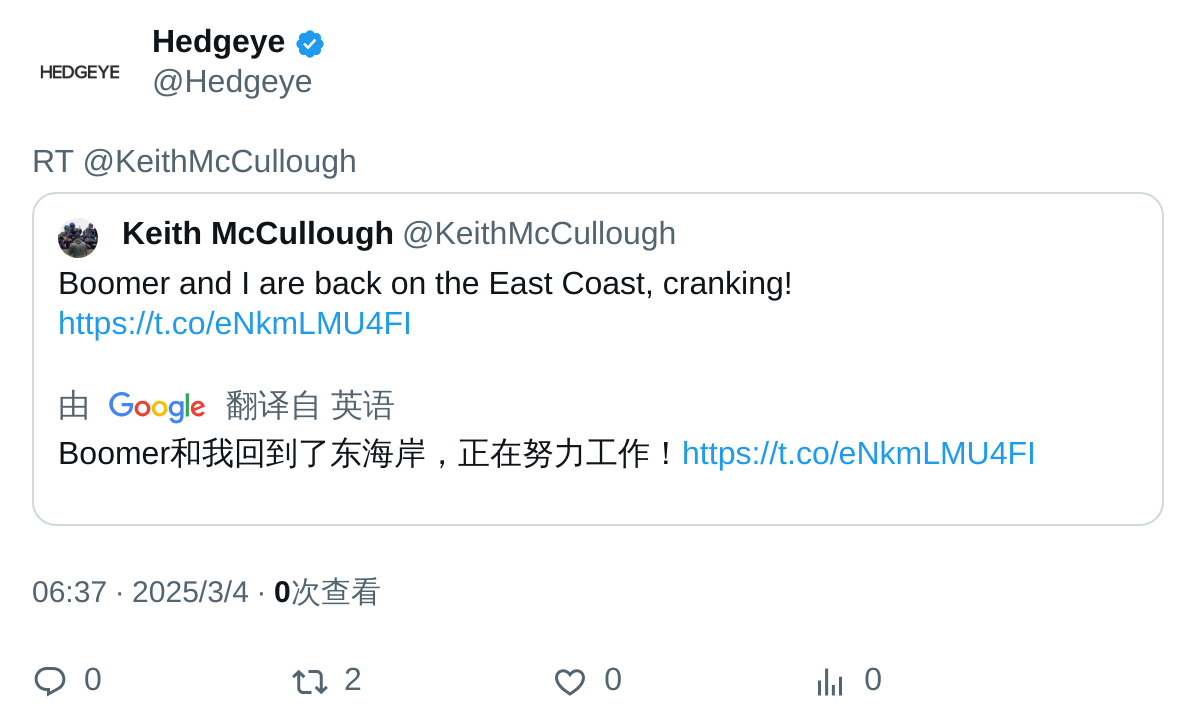 Hedgeye
HEDGEYE
@Hedgeye
RT @KeithMcCullough
Keith McCullough @KeithMcCullough
Boomer and I are back on the East Coast, cranking!
https://t.co/eNkmLMU4FI
由 Google 翻译自 英语
Boomer和我回到了东海岸，正在努力工作！https://t.co/eNkmLMU4FI
06:37 · 2025/3/4 · 0次查看
0 2 0 0